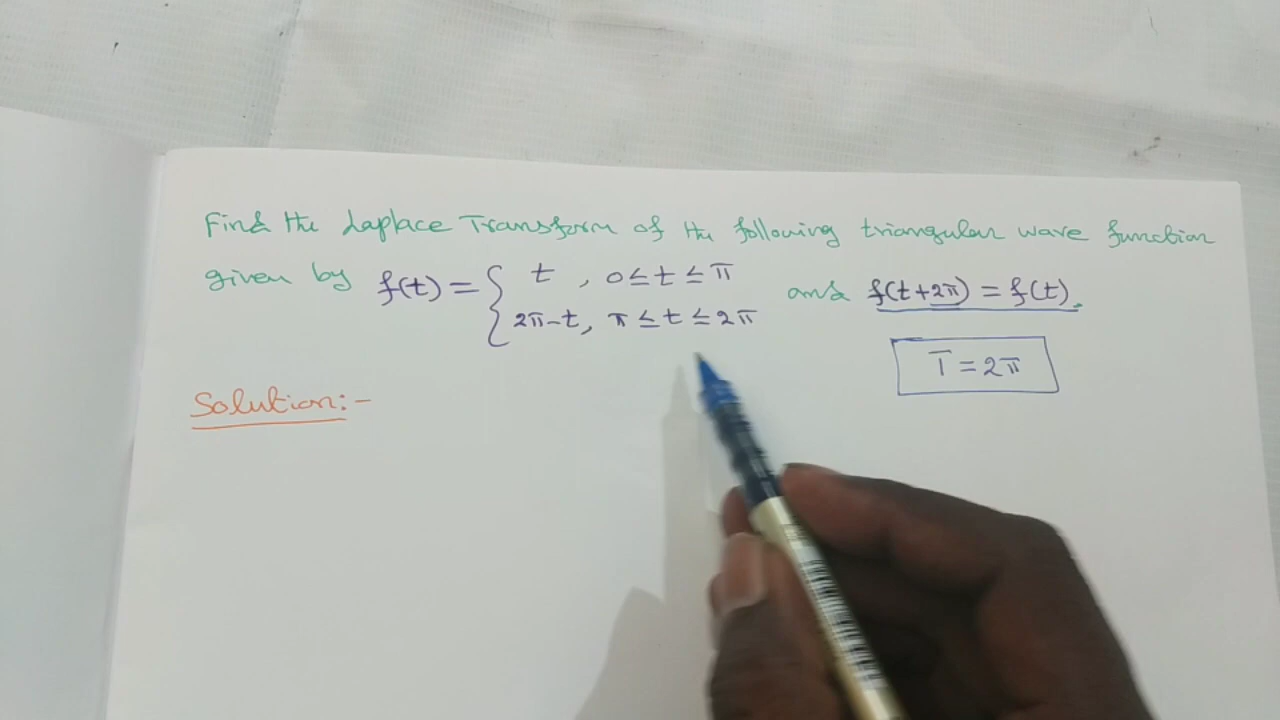 Find the Laplace Transform of the following triangular wave function
given by f(t) = { t , 0 ≤ t ≤ π and f(t+2π) = f(t).
2π-t, π ≤ t ≤ 2π
T = 2π
Solution:-